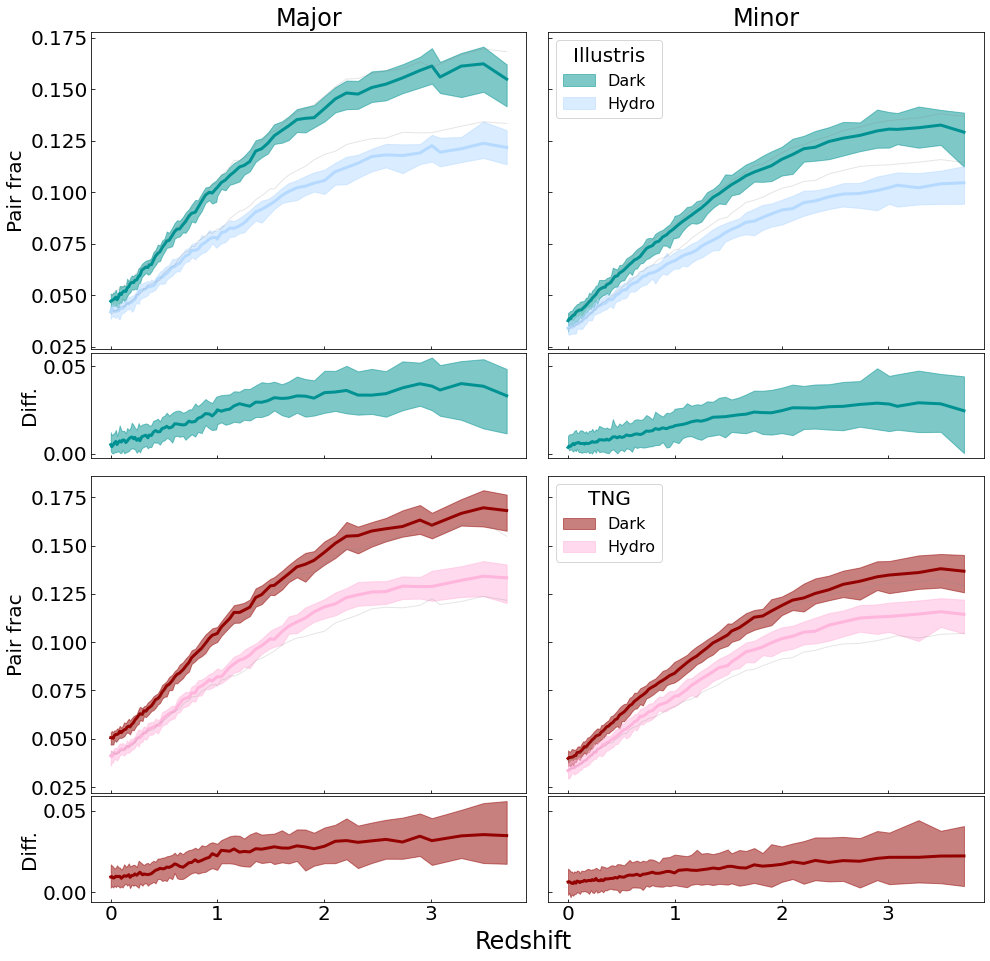 Major
Minor
0.175
0.150
0.125
0.100
0.075
0.050
0.025
Pair frac
Illustris
Dark
Hydro
0.05
0.00
Diff.
0.175
0.150
0.125
0.100
0.075
0.050
0.025
Pair frac
TNG
Dark
Hydro
0.05
0.00
Diff.
0 1 2 3
0 1 2 3
Redshift